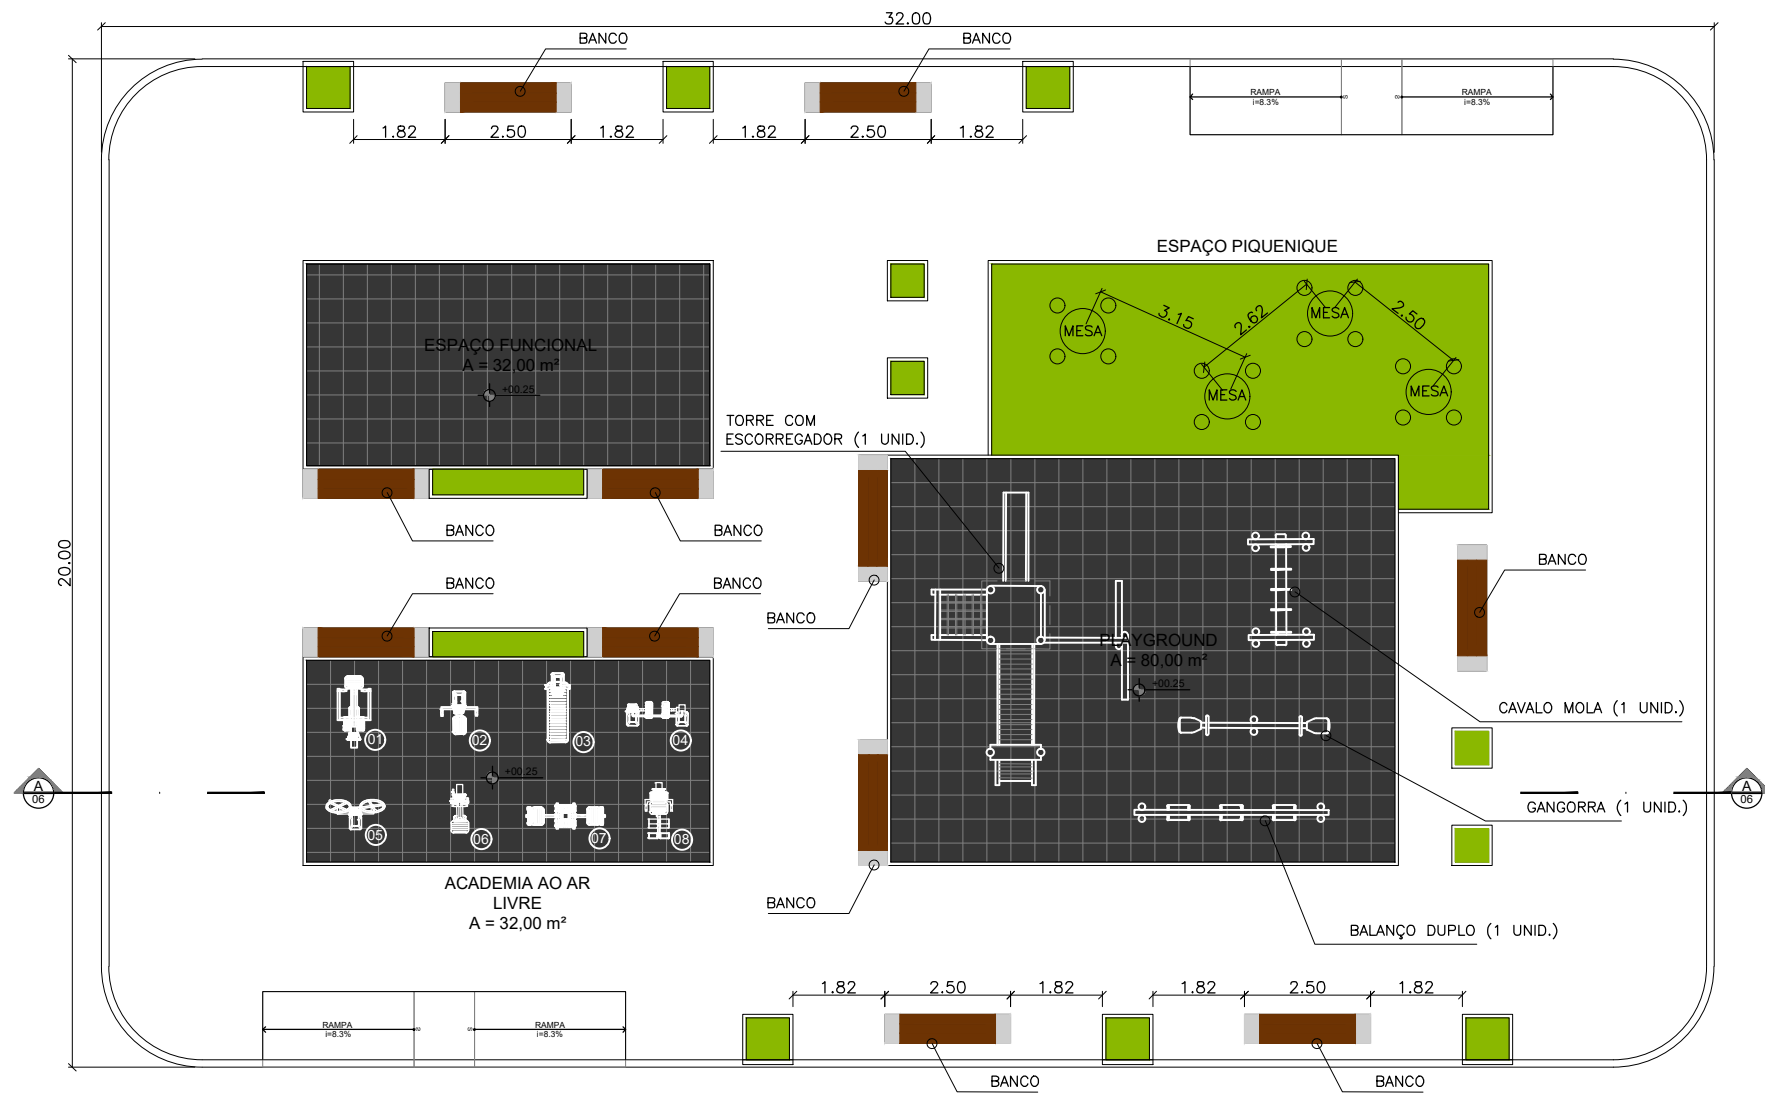 32.00
BANCO
BANCO
RAMPA
i=8.3%
RAMPA
i=8.3%
1.82
2.50
1.82
1.82
2.50
1.82
ESPAÇO PIQUENIQUE
MESA
3.15
2.62
MESA
2.50
MESA
MESA
ESPAÇO FUNCIONAL
A = 32,00 m²
+00.25
TORRE COM
ESCORREGADOR (1 UNID.)
BANCO
BANCO
20.00
BANCO
BANCO
BANCO
BANCO
PLAYGROUND
A = 80,00 m²
+00.25
CAVALO MOLA (1 UNID.)
01
02
03
04
+00.25
A
06
A
06
GANGORRA (1 UNID.)
05
06
07
08
ACADEMIA AO AR
LIVRE
A = 32,00 m²
BANCO
BALANÇO DUPLO (1 UNID.)
1.82
2.50
1.82
1.82
2.50
1.82
RAMPA
i=8.3%
RAMPA
i=8.3%
BANCO
BANCO